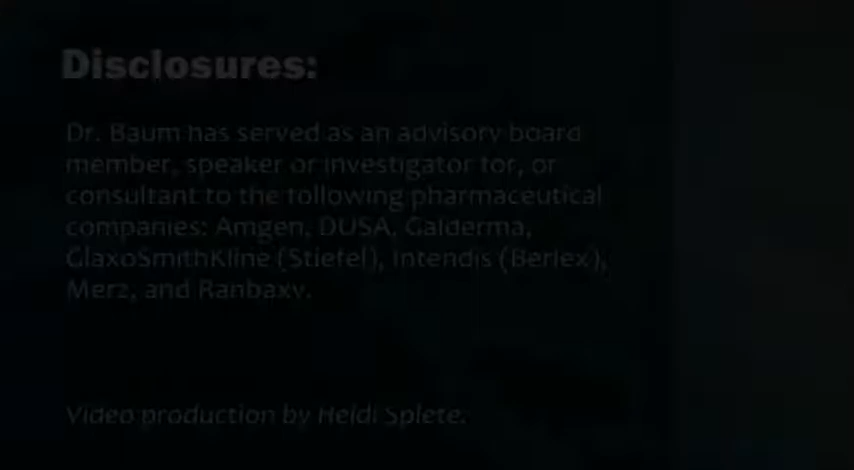 Disclosures:
Dr. Baum has served as an advisory board
member, speaker or investigator for, or
consultant to the following pharmaceutical
companies: Amgen, DUSA, Galderma,
GlaxoSmithKline (Stiefel), Intendis (Berlex),
Merz, and Ranbaxy.
Video production by Heidi Splete.